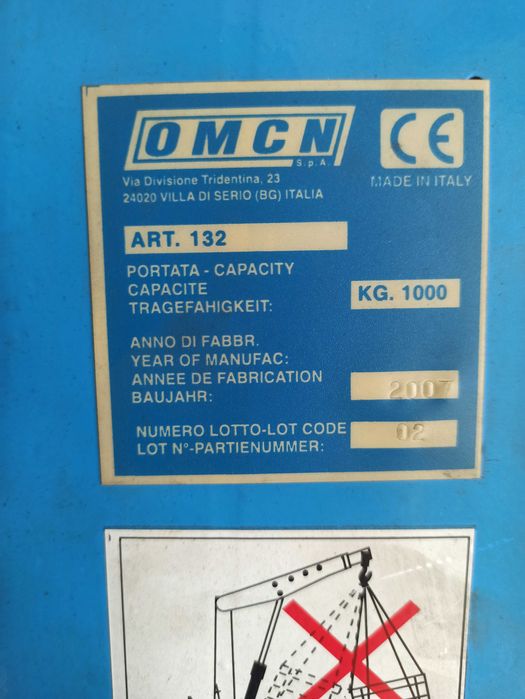 OMCN
S.p.A.
CE
Via Divisione Tridentina, 23
24020 VILLA DI SERIO (BG) ITALIA
MADE IN ITALY
ART. 132
PORTATA - CAPACITY
CAPACITE
TRAGEFAHIGKEIT:
KG. 1000
ANNO DI FABBR.
YEAR OF MANUFAC:
ANNEE DE FABRICATION
BAUJAHR:
2007
NUMERO LOTTO-LOT CODE
LOT N°-PARTIENUMMER:
02